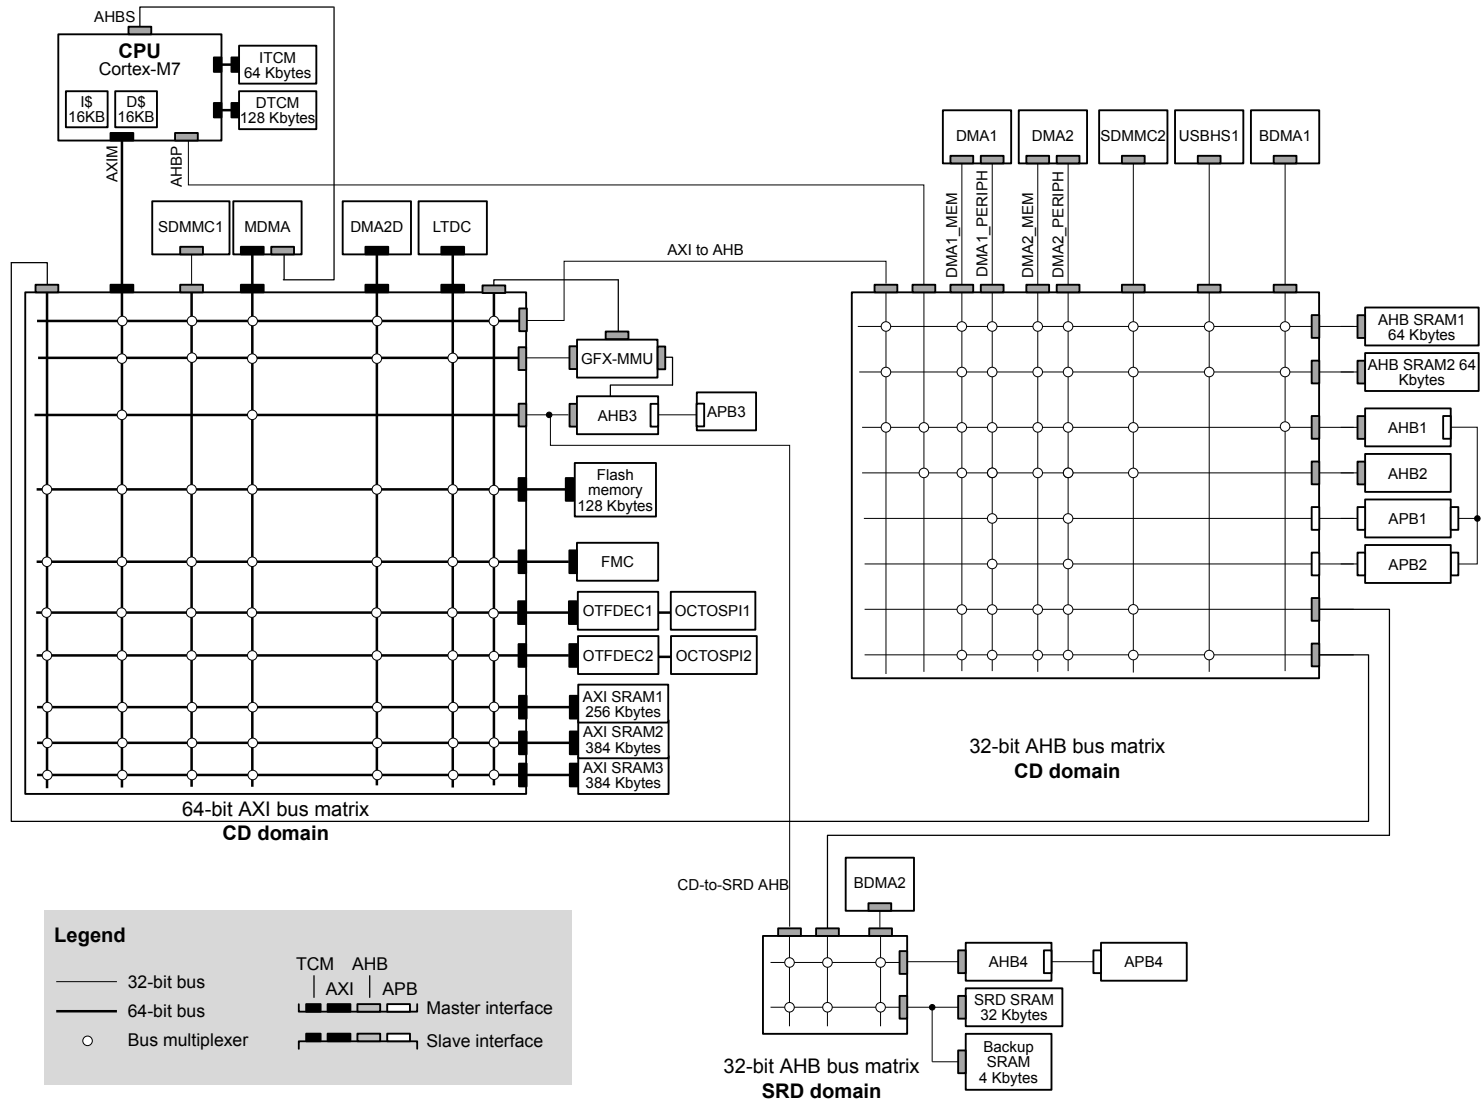 AHBS
CPU
Cortex-M7
I$
16KB
D$
16KB
ITCM
64 Kbytes
DTCM
128 Kbytes
AXIM
AHBP
SDMMC1
MDMA
DMA2D
LTDC
AXI to AHB
DMA1
DMA2
SDMMC2
USBHS1
BDMA1
DMA1_MEM
DMA1_PERIPH
DMA2_MEM
DMA2_PERIPH
GFX-MMU
AHB3
APB3
Flash
memory
128 Kbytes
FMC
OTFDEC1
OCTOSPI1
OTFDEC2
OCTOSPI2
AXI SRAM1
256 Kbytes
AXI SRAM2
384 Kbytes
AXI SRAM3
384 Kbytes
64-bit AXI bus matrix
CD domain
AHB SRAM1
64 Kbytes
AHB SRAM2 64
Kbytes
AHB1
AHB2
APB1
APB2
32-bit AHB bus matrix
CD domain
CD-to-SRD AHB
BDMA2
AHB4
APB4
SRD SRAM
32 Kbytes
Backup
SRAM
4 Kbytes
32-bit AHB bus matrix
SRD domain
Legend
32-bit bus
64-bit bus
Bus multiplexer
TCM
AHB
AXI
APB
Master interface
Slave interface